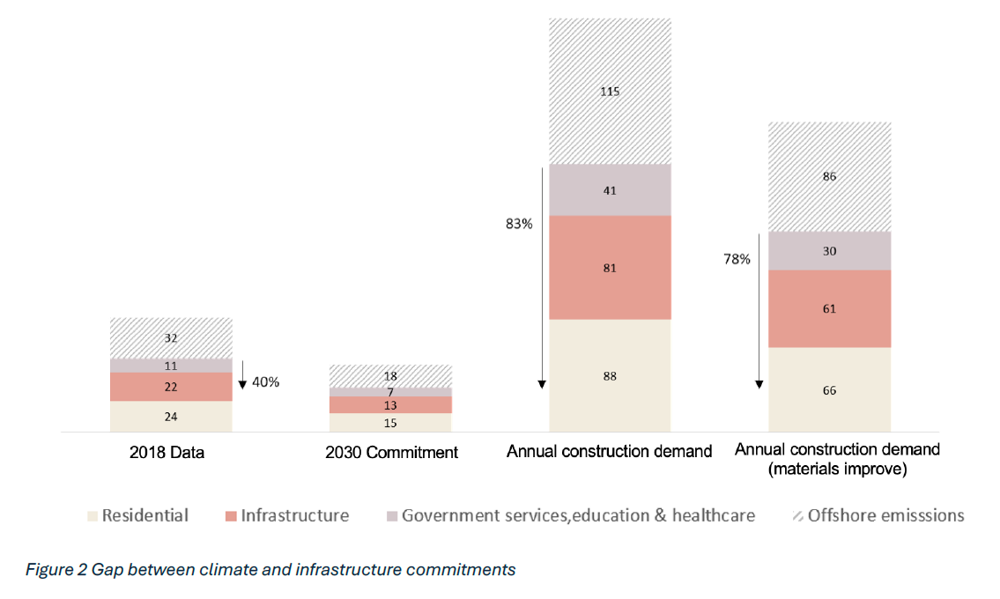 115
41
83%
81
88
86
30
78%
61
66
32
11
22
24
40%
18
7
13
15
2018 Data
2030 Commitment
Annual construction demand
Annual construction demand
(materials improve)
Residential
Infrastructure
Government services,education & healthcare
Offshore emisssions
Figure 2 Gap between climate and infrastructure commitments